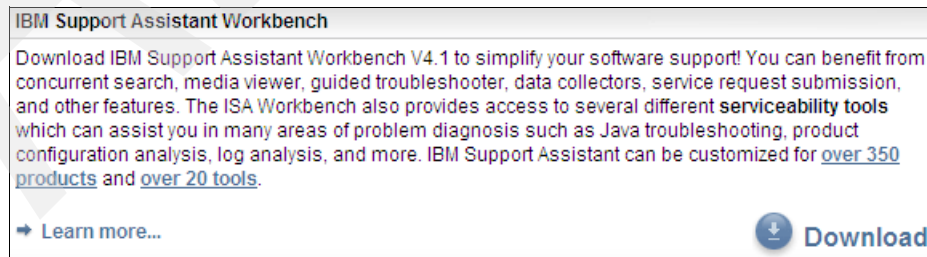 IBM Support Assistant Workbench
Download IBM Support Assistant Workbench V4.1 to simplify your software support! You can benefit from
concurrent search, media viewer, guided troubleshooter, data collectors, service request submission,
and other features. The ISA Workbench also provides access to several different serviceability tools
which can assist you in many areas of problem diagnosis such as Java troubleshooting, product
configuration analysis, log analysis, and more. IBM Support Assistant can be customized for over 350
products and over 20 tools.
Learn more...
Download